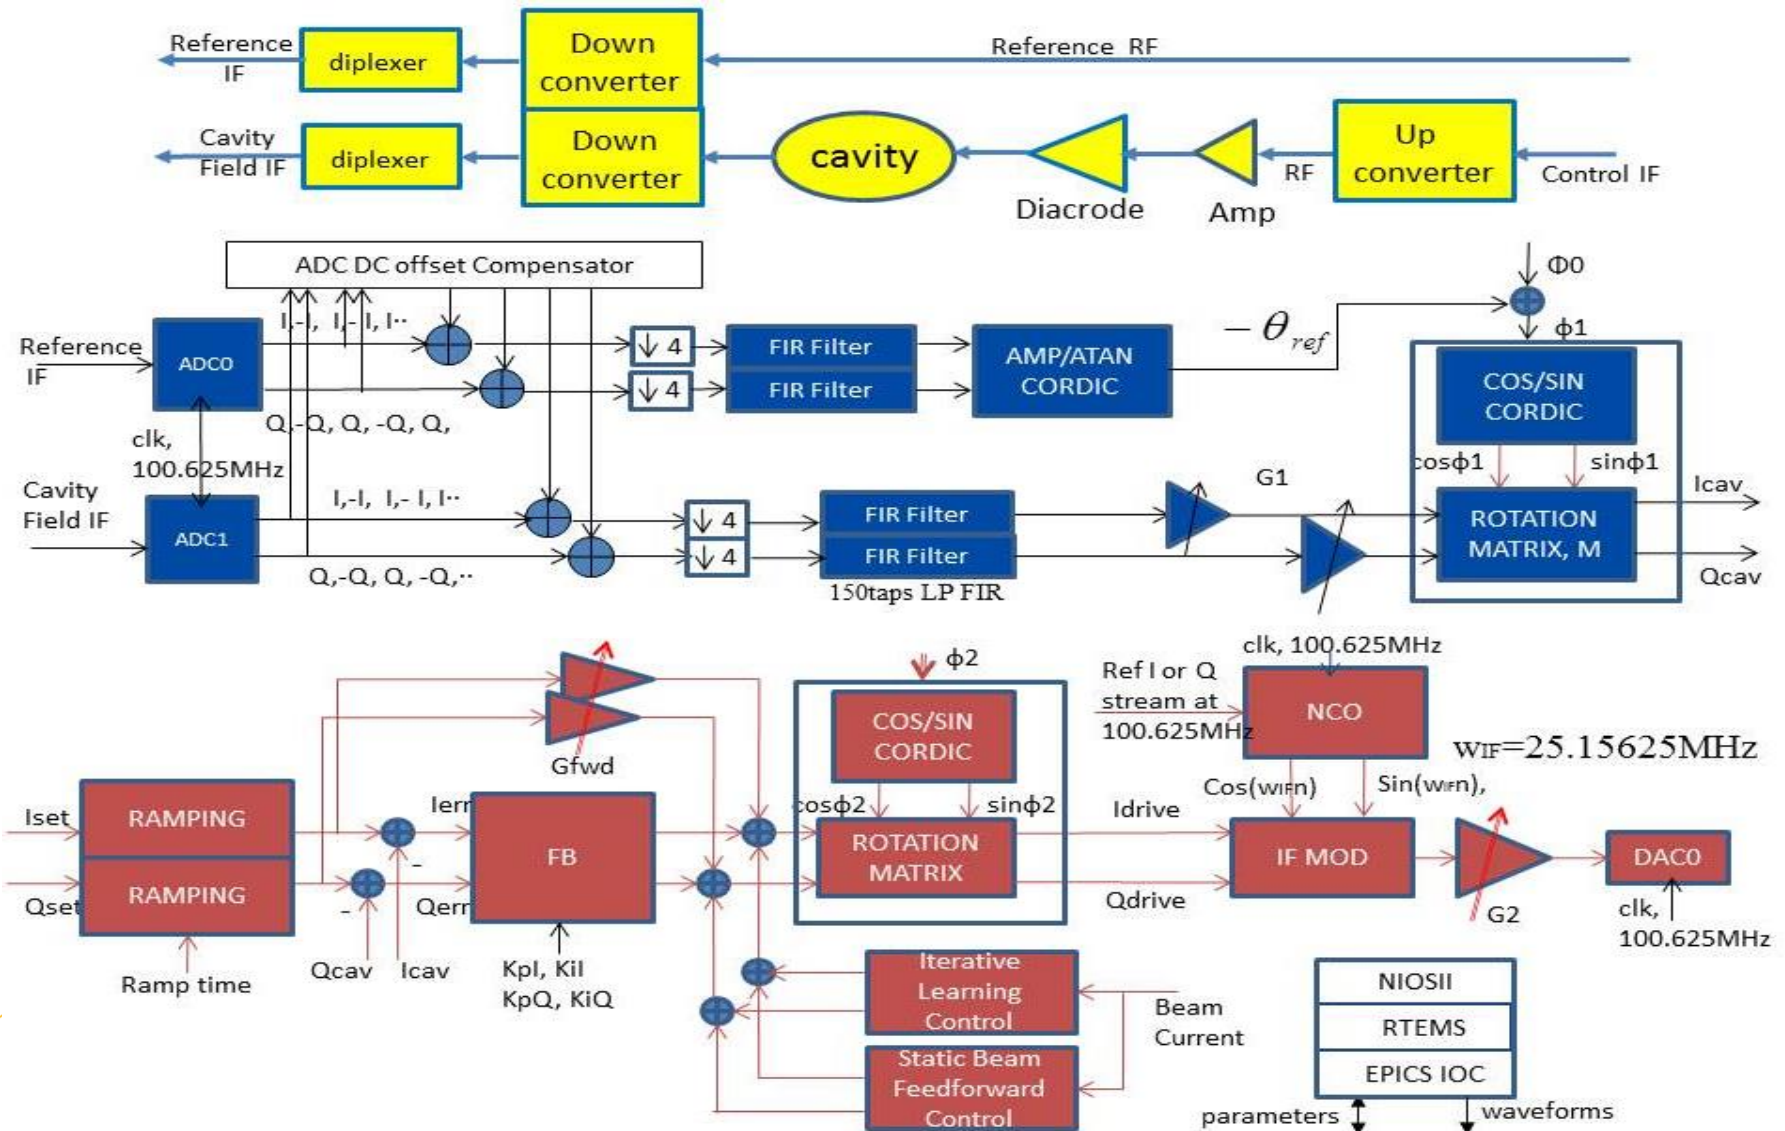 Reference
IF
diplexer
Down
converter
Reference RF
Cavity
Field IF
diplexer
Down
converter
cavity
Diacrode
Amp
RF
Up
converter
Control IF
ADC DC offset Compensator
Φ0
I,-I, I,- I, I··
Reference
IF
ADC0
↓ 4
FIR Filter
↓ 4
FIR Filter
AMP/ATAN
CORDIC
-θref
ϕ1
COS/SIN
CORDIC
Q,-Q, Q, -Q, Q,
clk,
100.625MHz
cosϕ1
sinϕ1
Cavity
Field IF
ADC1
I,-I, I,- I, I··
Q,-Q, Q, -Q,··
↓ 4
FIR Filter
↓ 4
FIR Filter
150taps LP FIR
G1
ROTATION
MATRIX, M
Icav
Qcav
ϕ2
clk, 100.625MHz
Ref I or Q
stream at
100.625MHz
NCO
wIF=25.15625MHz
Gfwd
COS/SIN
CORDIC
cosϕ2
sinϕ2
Cos(wIFn)
Sin(wIFn),
Iset
RAMPING
Ierr
FB
ROTATION
MATRIX
Idrive
IF MOD
DAC0
Qset
RAMPING
-
-
Qerr
Qdrive
G2
clk,
100.625MHz
Ramp time
Qcav
Icav
KpI, KiI
KpQ, KiQ
Iterative
Learning
Control
Beam
Current
Static Beam
Feedforward
Control
NIOSII
RTEMS
EPICS IOC
parameters
waveforms